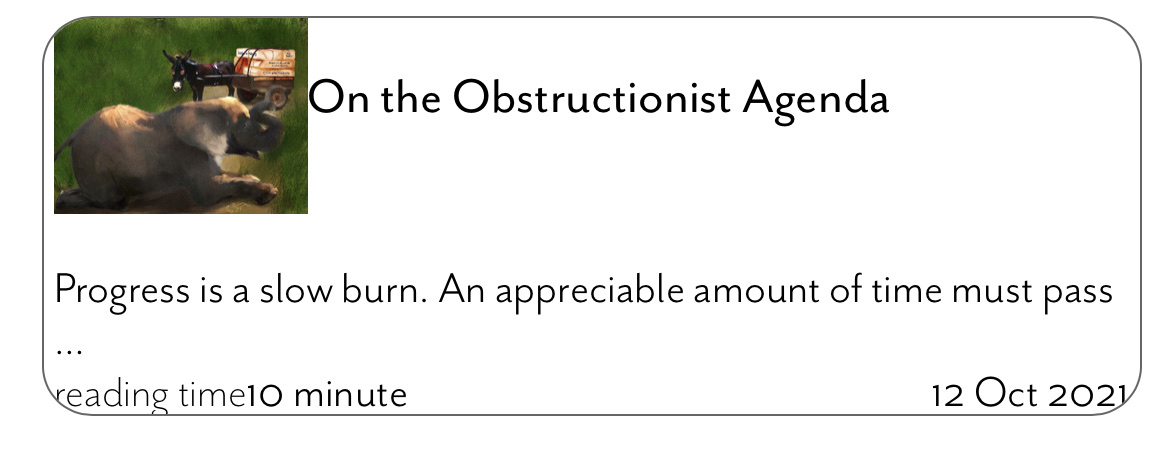 On the Obstructionist Agenda
Progress is a slow burn. An appreciable amount of time must pass
...
reading time10 minute
12 Oct 2021